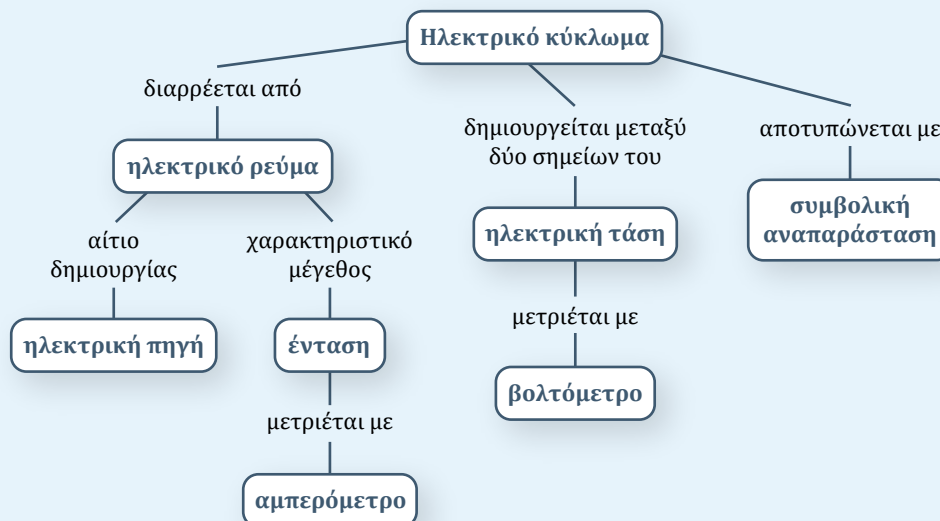 Ηλεκτρικό κύκλωμα
διαρρέεται από
ηλεκτρικό ρεύμα
αίτιο
δημιουργίας
ηλεκτρική πηγή
χαρακτηριστικό
μέγεθος
ένταση
μετριέται με
αμπερόμετρο
δημιουργείται μεταξύ
δύο σημείων του
ηλεκτρική τάση
μετριέται με
βολτόμετρο
αποτυπώνεται με
συμβολική
αναπαράσταση